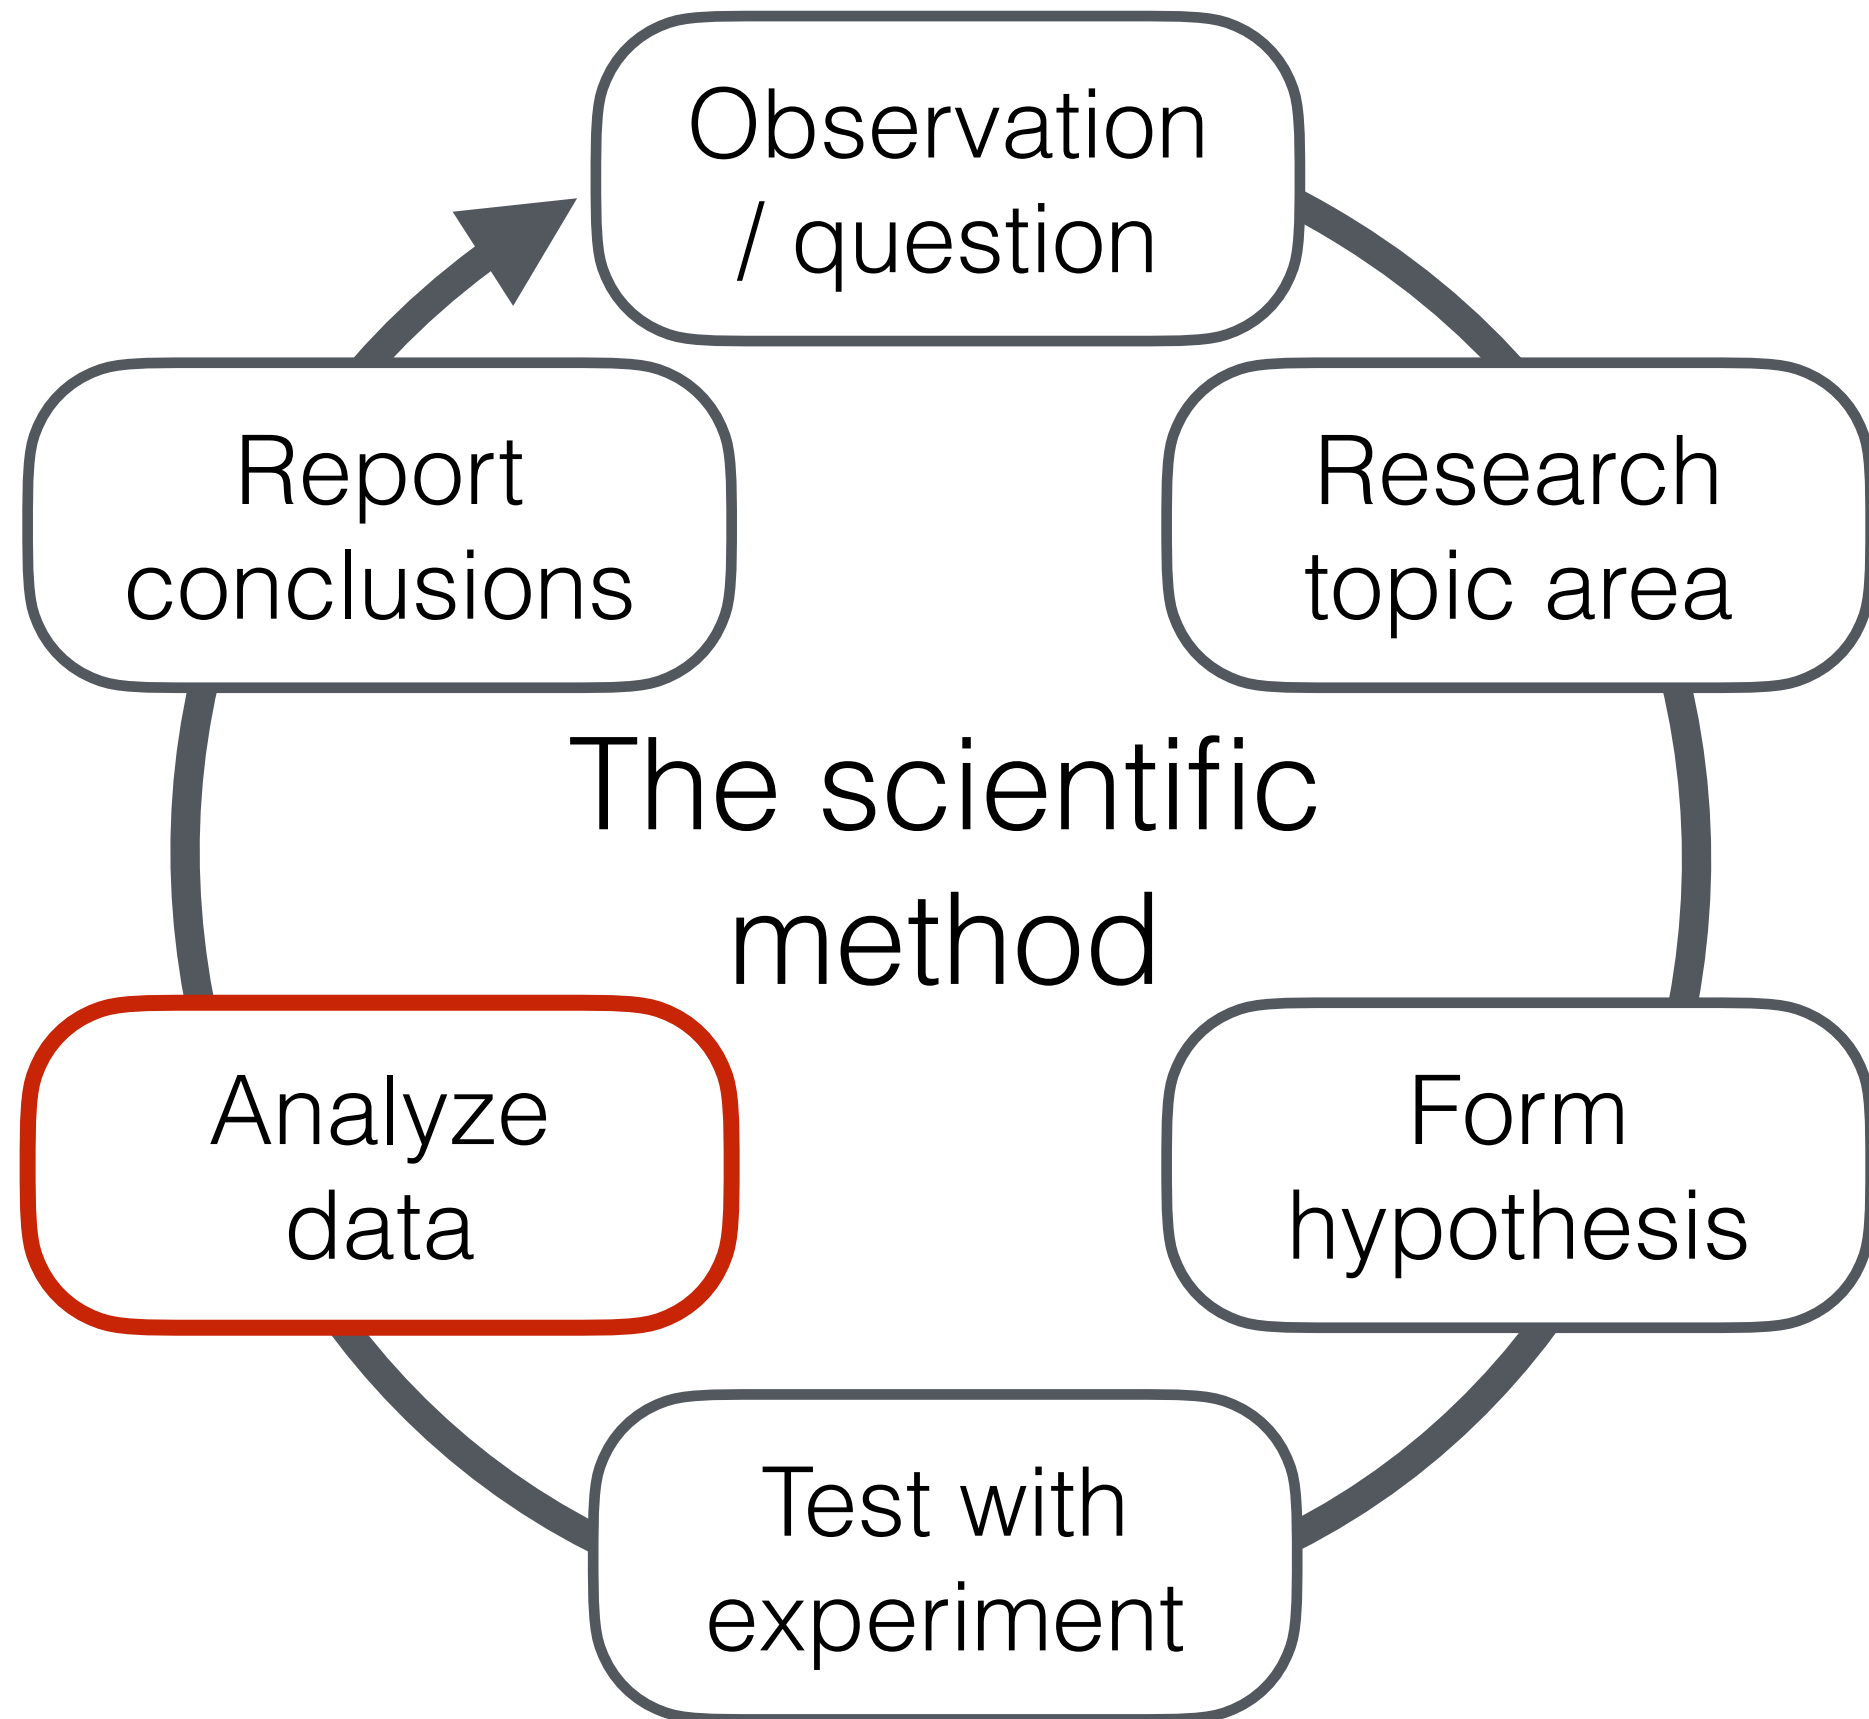 Observation
/ question
Research
topic area
Form
hypothesis
Test with
experiment
Analyze
data
Report
conclusions
The scientific
method